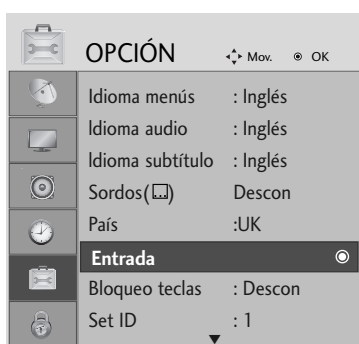 OPCIÓN Mov. OK
Idioma menús : Inglés
Idioma audio : Inglés
Idioma subtítulo : Inglés
Sordos() Descon
País :UK
Entrada
Bloqueo teclas : Descon
Set ID : 1